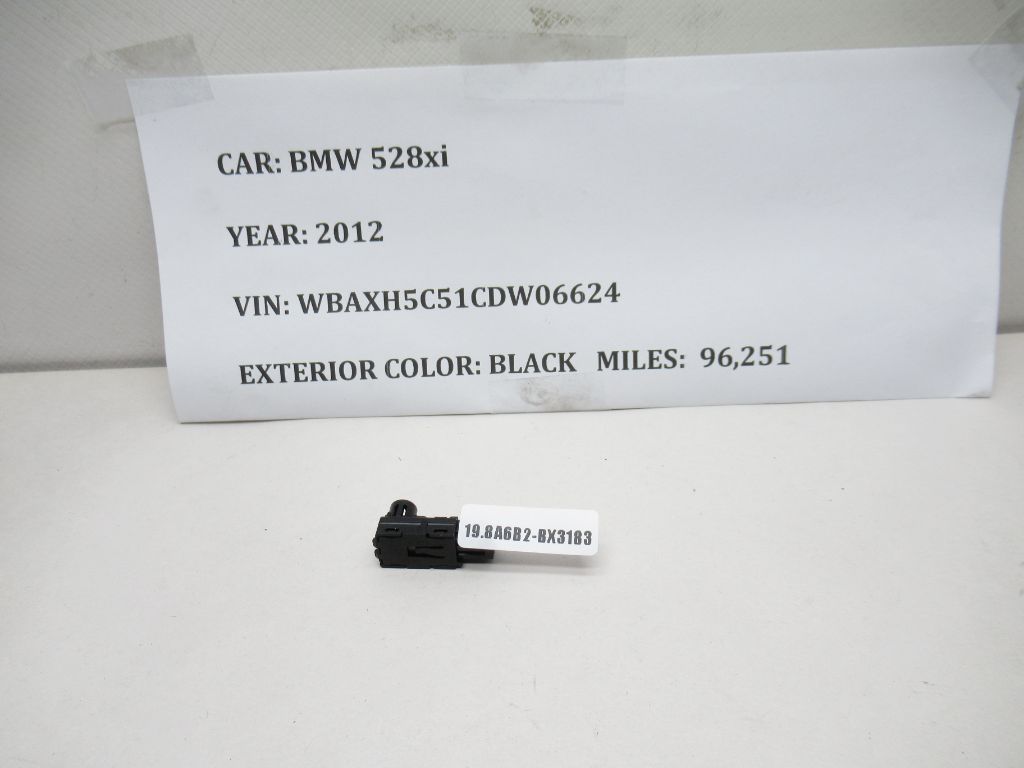 CAR: BMW 528xi
YEAR: 2012
VIN: WBAXH5C51CDW06624
EXTERIOR COLOR: BLACK MILES: 96,251
19.8A6B2-BX3183